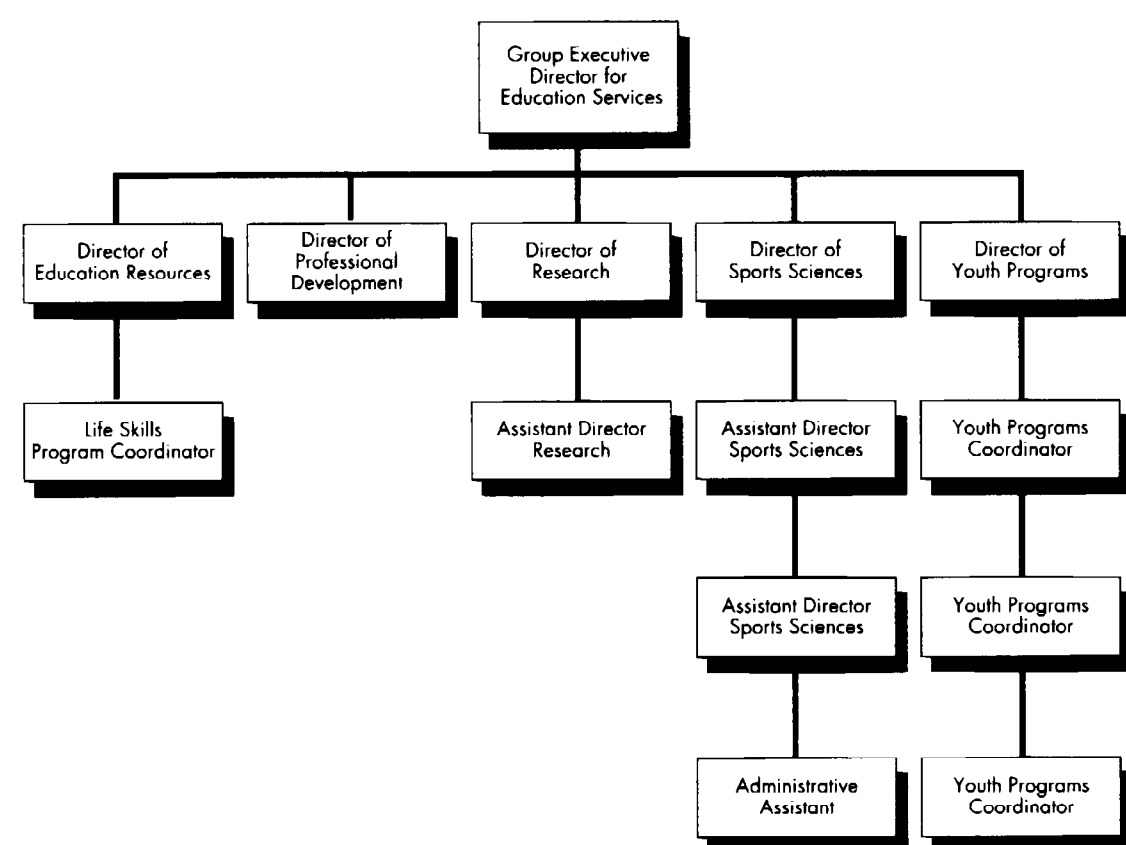 Group Executive
Director for
Education Services
Director of
Education Resources
Director of
Professional
Development
Director of
Research
Director of
Sports Sciences
Director of
Youth Programs
Life Skills
Program Coordinator
Assistant Director
Research
Assistant Director
Sports Sciences
Youth Programs
Coordinator
Assistant Director
Sports Sciences
Youth Programs
Coordinator
Administrative
Assistant
Youth Programs
Coordinator